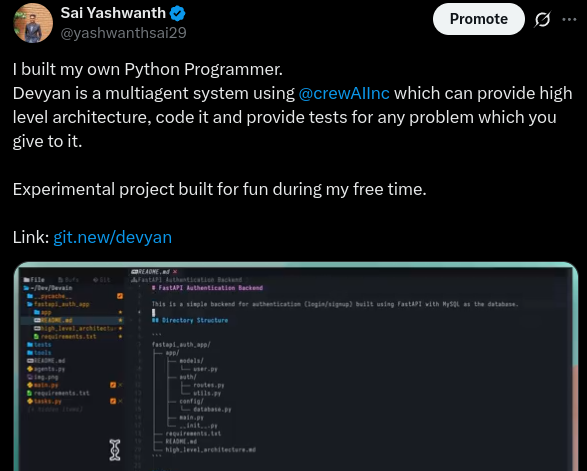 Sai Yashwanth
@yashwanthsai29
Promote
I built my own Python Programmer.
Devyan is a multiagent system using @crewAIInc which can provide high
level architecture, code it and provide tests for any problem which you
give to it.
Experimental project built for fun during my free time.
Link: git.new/devyan
File Bufs Git
~/Dev/Devain
__pycache__
fastapi_auth_app
app
README.md
high_level_architectu
requirements.txt
tests
tools
README.md
agents.py
img.png
main.py
requirements.txt
tasks.py
README.md
FastAPI Authentication Backend
# FastAPI Authentication Backend
This is a simple backend for authentication (login/signup) built using FastAPI with MySQL as the database.
## Directory Structure
```
fastapi_auth_app/
├── app/
│   ├── models/
│   │   └── user.py
│   ├── auth/
│   │   ├── routes.py
│   │   └── utils.py
│   ├── config/
│   │   └── database.py
│   ├── main.py
│   └── __init__.py
├── requirements.txt
├── README.md
└── high_level_architecture.md
```